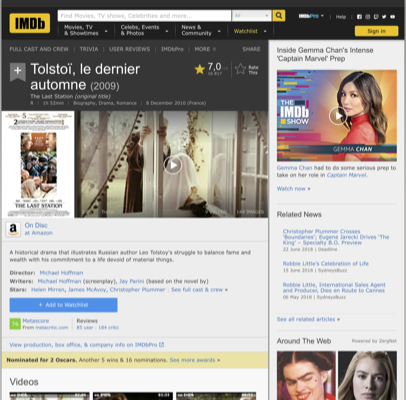 IMDb
Find Movies, TV shows, Celebrities and more...
All
IMDbPro
Help
Movies, TV
& Showtimes
Celebs, Events
& Photos
News &
Community
Watchlist
Sign in
FULL CAST AND CREW | TRIVIA | USER REVIEWS | IMDbPro | MORE
SHARE
Tolstoï, le dernier
automne (2009)
The Last Station (original title)
R | 1h 52min | Biography, Drama, Romance | 9 December 2010 (France)
7,0
Rate
This
THE LAST STATION
On Disc
at Amazon
A historical drama that illustrates Russian author Leo Tolstoy's struggle to balance fame and
wealth with his commitment to a life devoid of material things.
Director: Michael Hoffman
Writers: Michael Hoffman (screenplay), Jay Parini (based on the novel by)
Stars: Helen Mirren, James McAvoy, Christopher Plummer | See full cast & crew »
+ Add to Watchlist
Metascore
From metacritic.com
Reviews
85 user | 184 critic
View production, box office, & company info on IMDbPro
Nominated for 2 Oscars. Another 5 wins & 16 nominations. See more awards »
Videos
Inside Gemma Chan's Intense
'Captain Marvel' Prep
THE
IMDb
SHOW
GEMMA CHAN
Gemma Chan had to do some serious prep
to take on her role in Captain Marvel.
Watch now »
Related News
Christopher Plummer Crosses
'Boundaries,' Eugene Jarecki Drives 'The
King' – Specialty B.O. Preview
22 June 2018 | Deadline
Robbie Little's Celebration of Life
15 June 2018 | SydneysBuzz
Robbie Little, International Sales Agent
and Producer, Dies en Route to Cannes
08 May 2018 | SydneysBuzz
See all related articles »
Around The Web
Powered by ZergNet